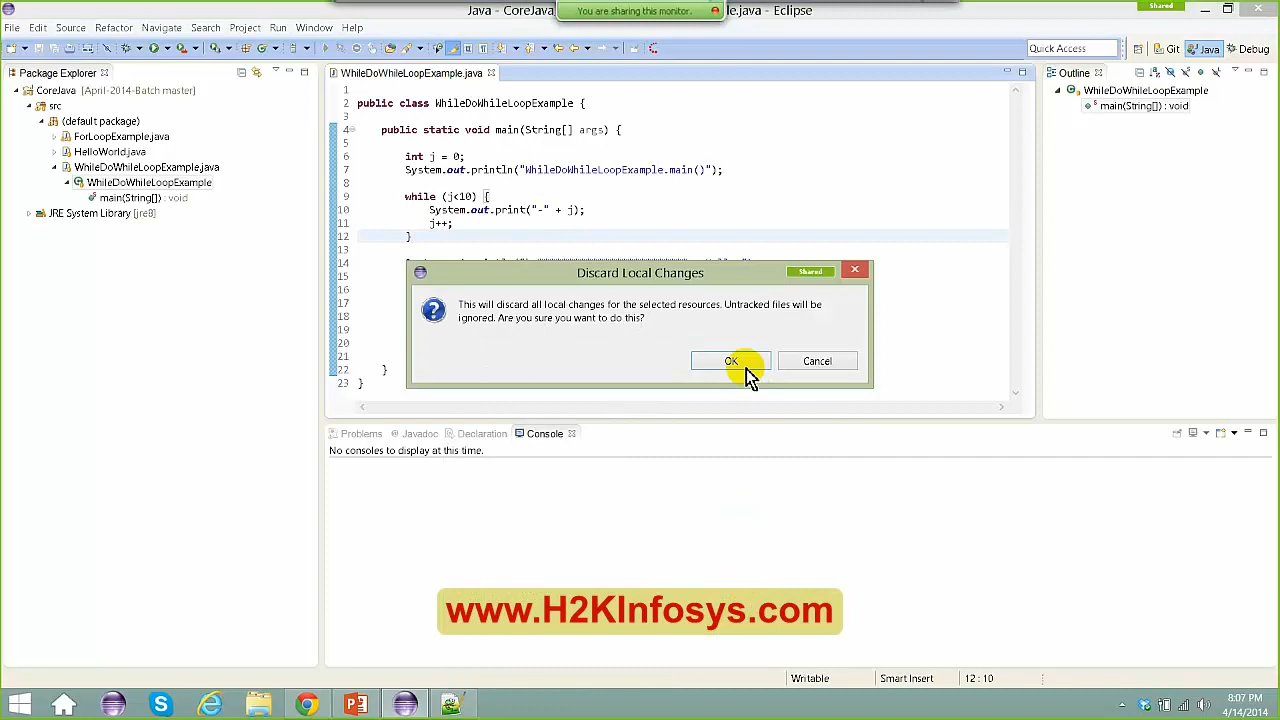 Java - CoreJava
You are sharing this monitor.
le.java - Eclipse
Shared
File Edit Source Refactor Navigate Search Project Run Window Help
Quick Access
Git
Java
Debug
Package Explorer
CoreJava [April-2014-Batch master]
src
(default package)
ForLoopExample.java
HelloWorld.java
WhileDoWhileLoopExample.java
WhileDoWhileLoopExample
main(String[]) : void
JRE System Library [jre8]
WhileDoWhileLoopExample.java
1
2 public class WhileDoWhileLoopExample {
3
4 public static void main(String[] args) {
5
6 int j = 0;
7 System.out.println("WhileDoWhileLoopExample.main()");
8
9 while (j<10) {
10 System.out.print("-" + j);
11 j++;
12 }
13
14
15
16
17
18
19
20
21
22 }
23 }
Outline
WhileDoWhileLoopExample
main(String[]) : void
Discard Local Changes
Shared
This will discard all local changes for the selected resources. Untracked files will be
ignored. Are you sure you want to do this?
OK
Cancel
Problems Javadoc Declaration Console
No consoles to display at this time.
www.H2KInfosys.com
Writable
Smart Insert
12 : 10
8:07 PM
4/14/2014